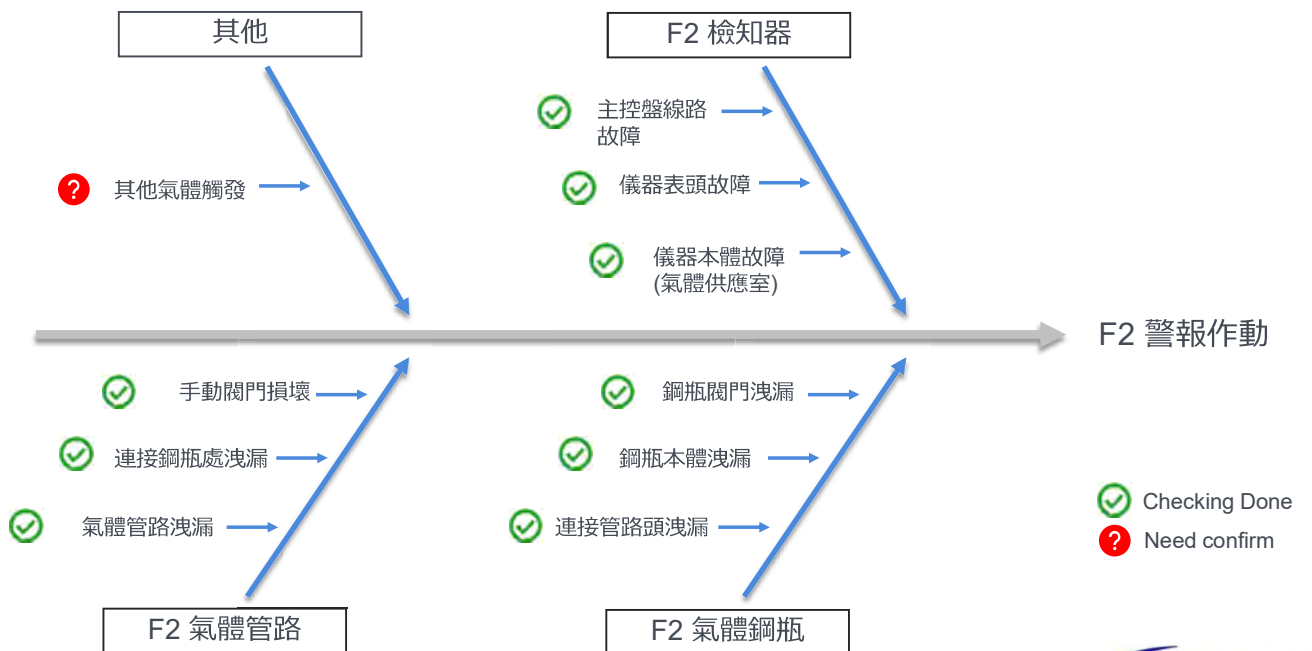 其他
F2 檢知器
主控盤線路
故障
其他氣體觸發
儀器表頭故障
儀器本體故障
(氣體供應室)
F2 警報作動
手動閥門損壞
鋼瓶閥門洩漏
連接鋼瓶處洩漏
鋼瓶本體洩漏
氣體管路洩漏
連接管路頭洩漏
Checking Done
Need confirm
F2 氣體管路
F2 氣體鋼瓶